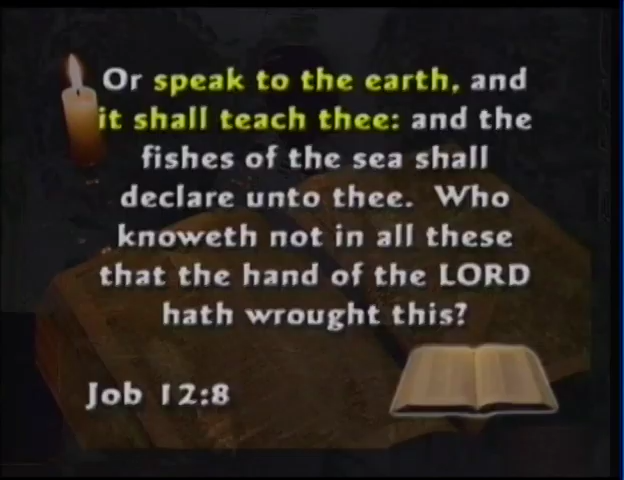 Or speak to the earth, and
it shall teach thee: and the
fishes of the sea shall
declare unto thee. Who
knoweth not in all these
that the hand of the LORD
hath wrought this?
Job 12:8